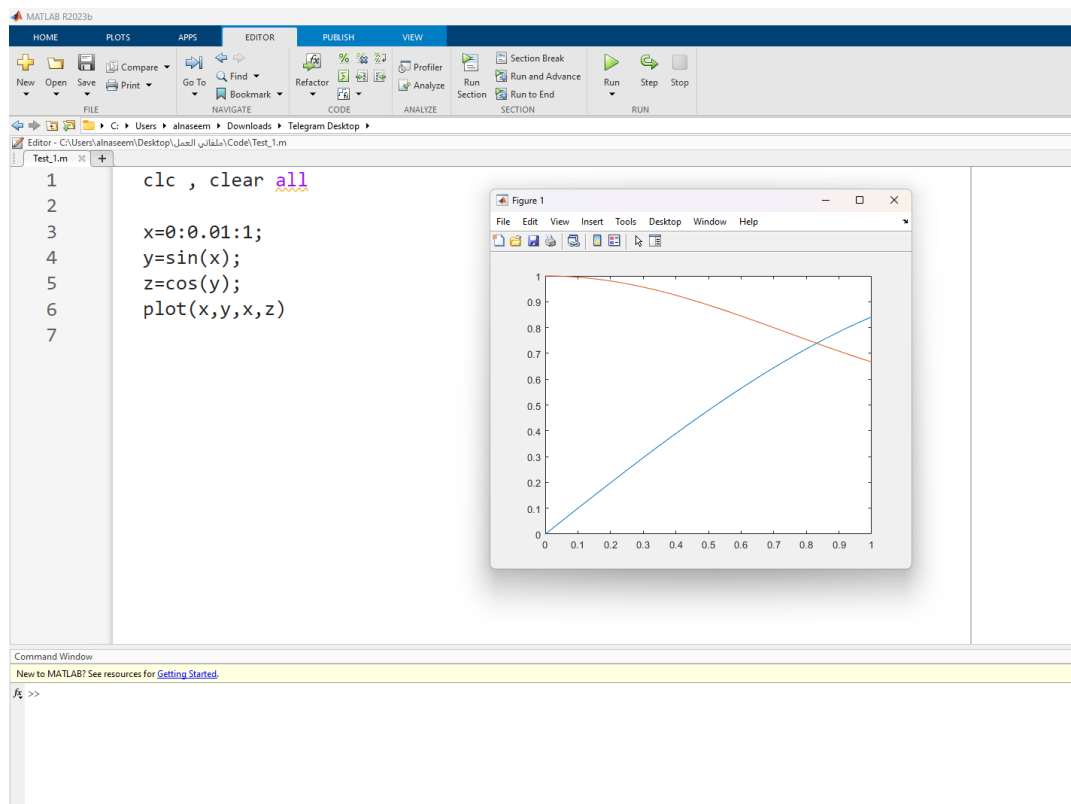 MATLAB R2023b
HOME PLOTS APPS EDITOR PUBLISH VIEW
New Open Save Compare Print Go To Find Bookmark Refactor Profiler Analyze Run Section Section Break Run and Advance Run to End Run Step Stop
FILE NAVIGATE CODE ANALYZE SECTION RUN
C: Users alnaseem Downloads Telegram Desktop
Editor - C:\Users\alnaseem\Desktop\ملفاتي العمل\Code\Test_1.m
Test_1.m
1 clc , clear all
2
3 x=0:0.01:1;
4 y=sin(x);
5 z=cos(y);
6 plot(x,y,x,z)
7
Figure 1
File Edit View Insert Tools Desktop Window Help
1
0.9
0.8
0.7
0.6
0.5
0.4
0.3
0.2
0.1
0
0 0.1 0.2 0.3 0.4 0.5 0.6 0.7 0.8 0.9 1
Command Window
New to MATLAB? See resources for Getting Started.
fx >>